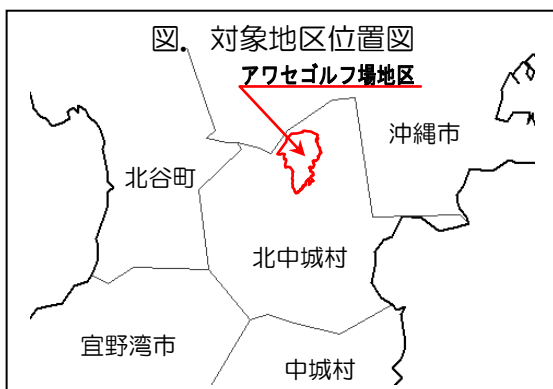 図. 対象地区位置図
アワセゴルフ場地区
沖縄市
北谷町
北中城村
宜野湾市
中城村